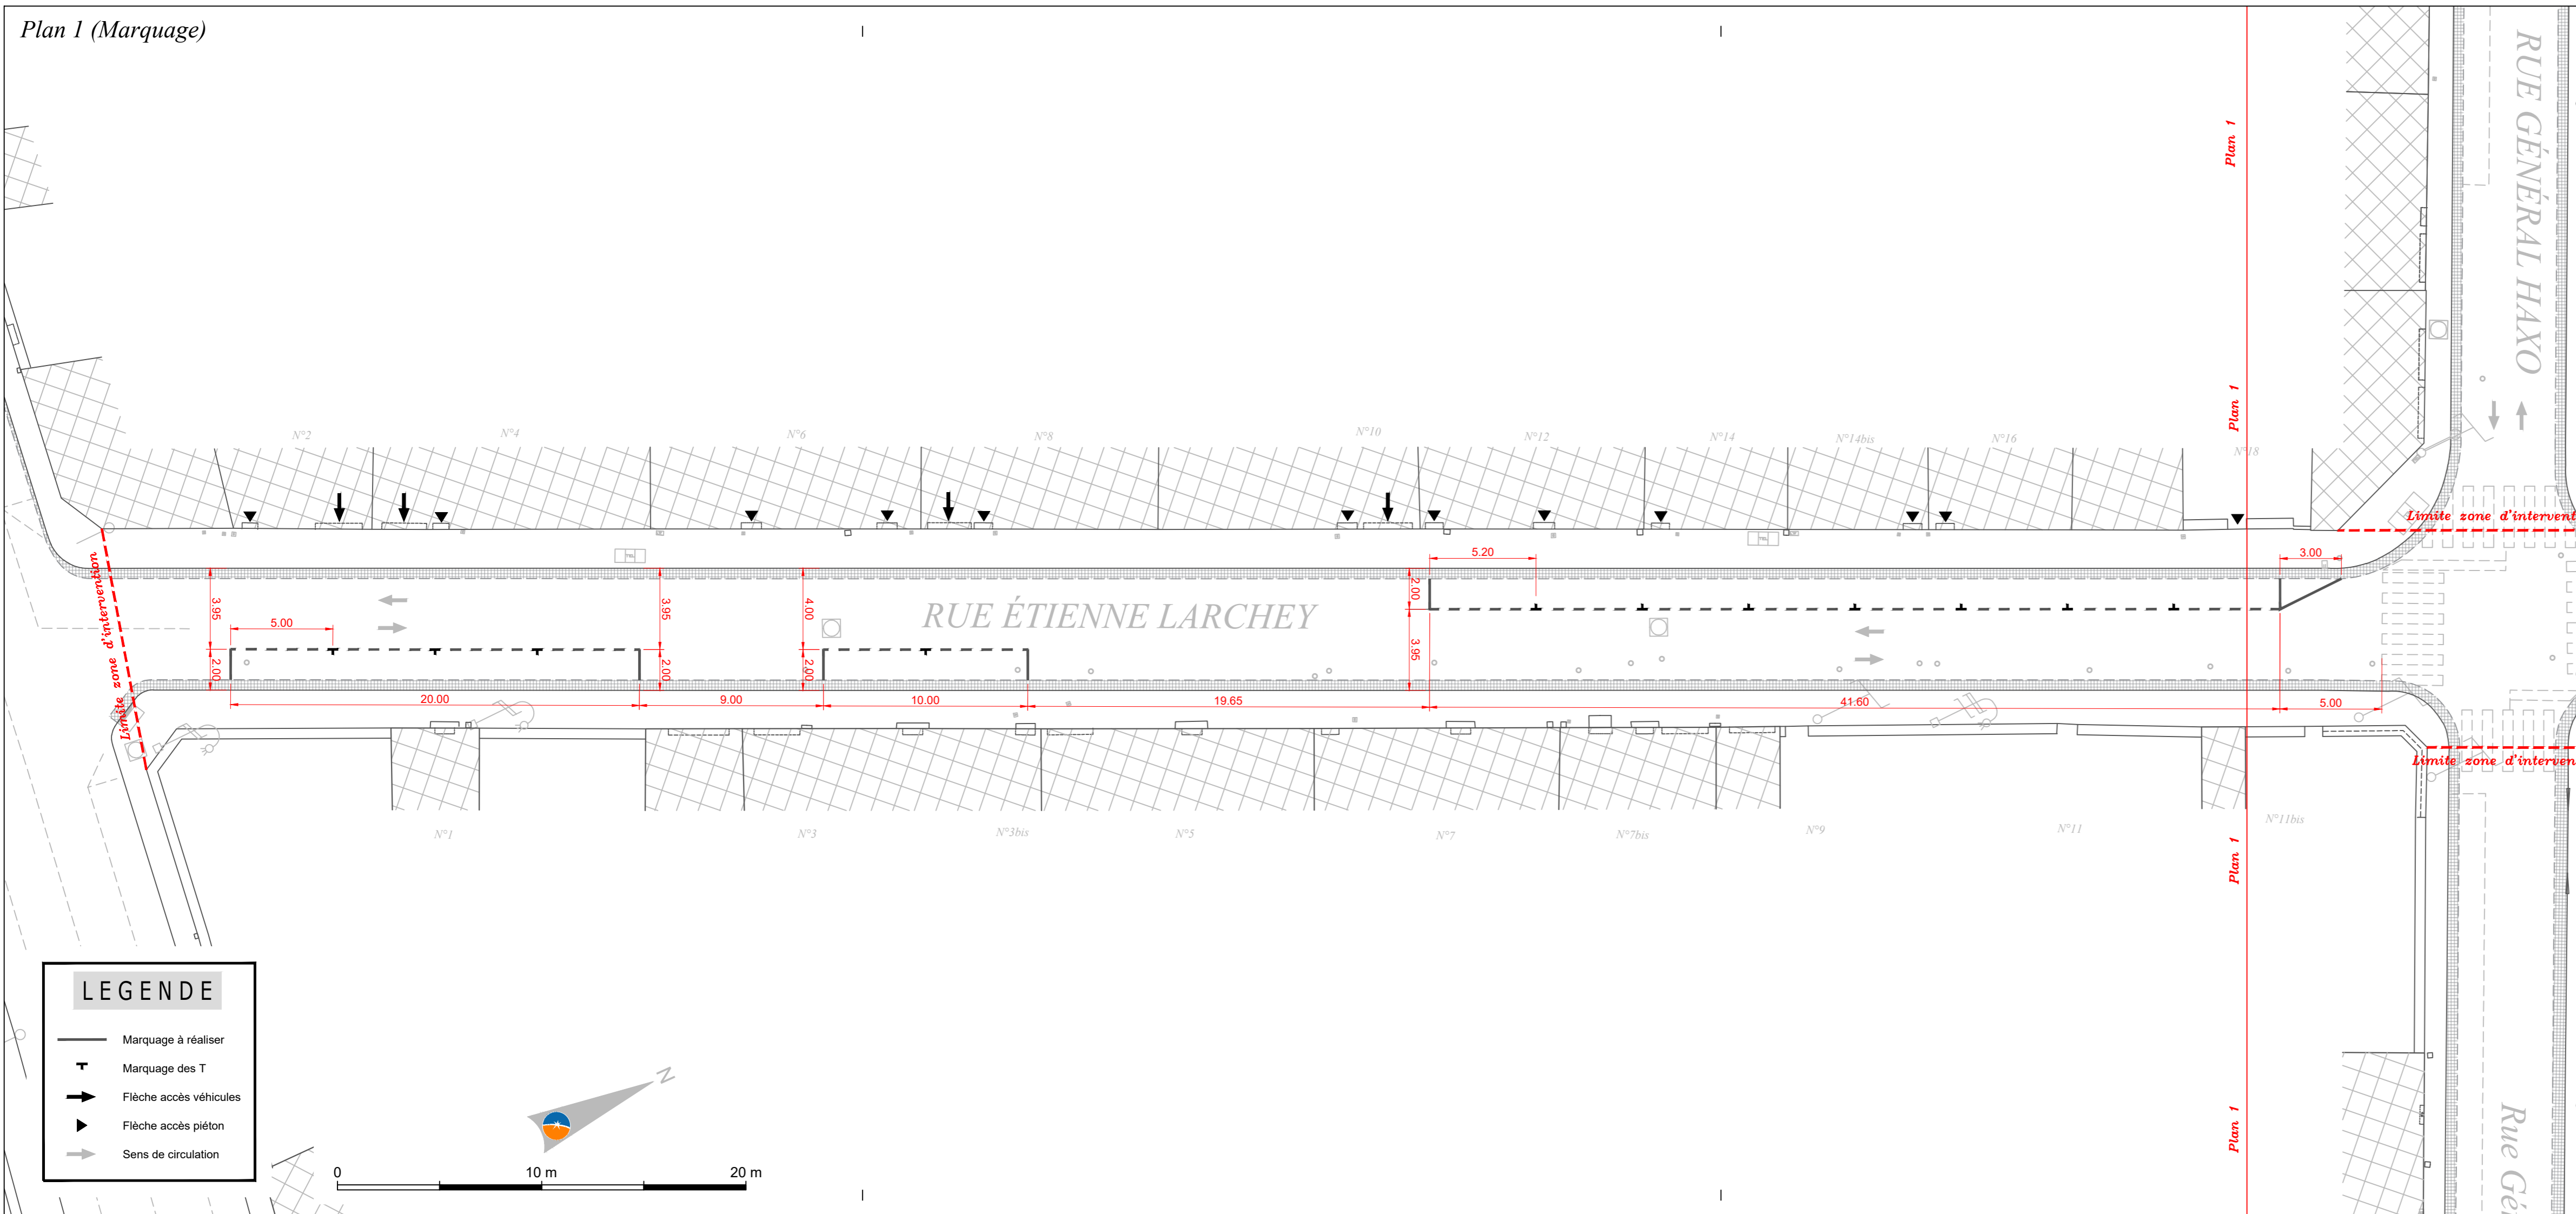 Plan 1 (Marquage)
RUE GÉNÉRAL HAXO
Plan 1
Plan 1
N°2
N°4
N°6
N°8
N°10
N°12
N°14
N°14bis
N°16
N°18
Limite zone d'intervent
Limite zone d'intervention
3.95
5.00
2.00
3.95
2.00
4.00
2.00
RUE ÉTIENNE LARCHEY
5.20
2.00
3.95
3.00
20.00
9.00
10.00
19.65
41.60
5.00
Limite zone d'interven
N°1
N°3
N°3bis
N°5
N°7
N°7bis
N°9
N°11
N°11bis
Plan 1
Plan 1
Rue Gé
LEGENDE
Marquage à réaliser
Marquage des T
Flèche accès véhicules
Flèche accès piéton
Sens de circulation
N
0 10 m 20 m